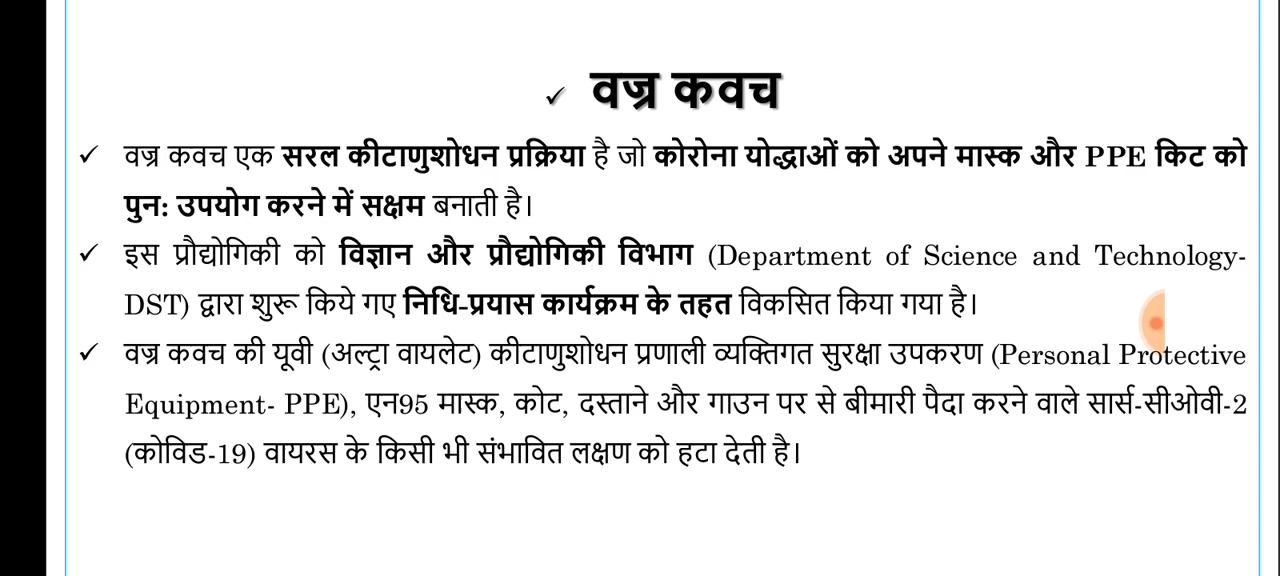 ✓ वज्र कवच
✓ वज्र कवच एक सरल कीटाणुशोधन प्रक्रिया है जो कोरोना योद्धाओं को अपने मास्क और PPE किट को
पुन: उपयोग करने में सक्षम बनाती है।
✓ इस प्रौद्योगिकी को विज्ञान और प्रौद्योगिकी विभाग (Department of Science and Technology-
DST) द्वारा शुरू किये गए निधि-प्रयास कार्यक्रम के तहत विकसित किया गया है।
✓ वज्र कवच की यूवी (अल्ट्रा वायलेट) कीटाणुशोधन प्रणाली व्यक्तिगत सुरक्षा उपकरण (Personal Protective
Equipment- PPE), एन95 मास्क, कोट, दस्ताने और गाउन पर से बीमारी पैदा करने वाले सार्स-सीओवी-2
(कोविड-19) वायरस के किसी भी संभावित लक्षण को हटा देती है।